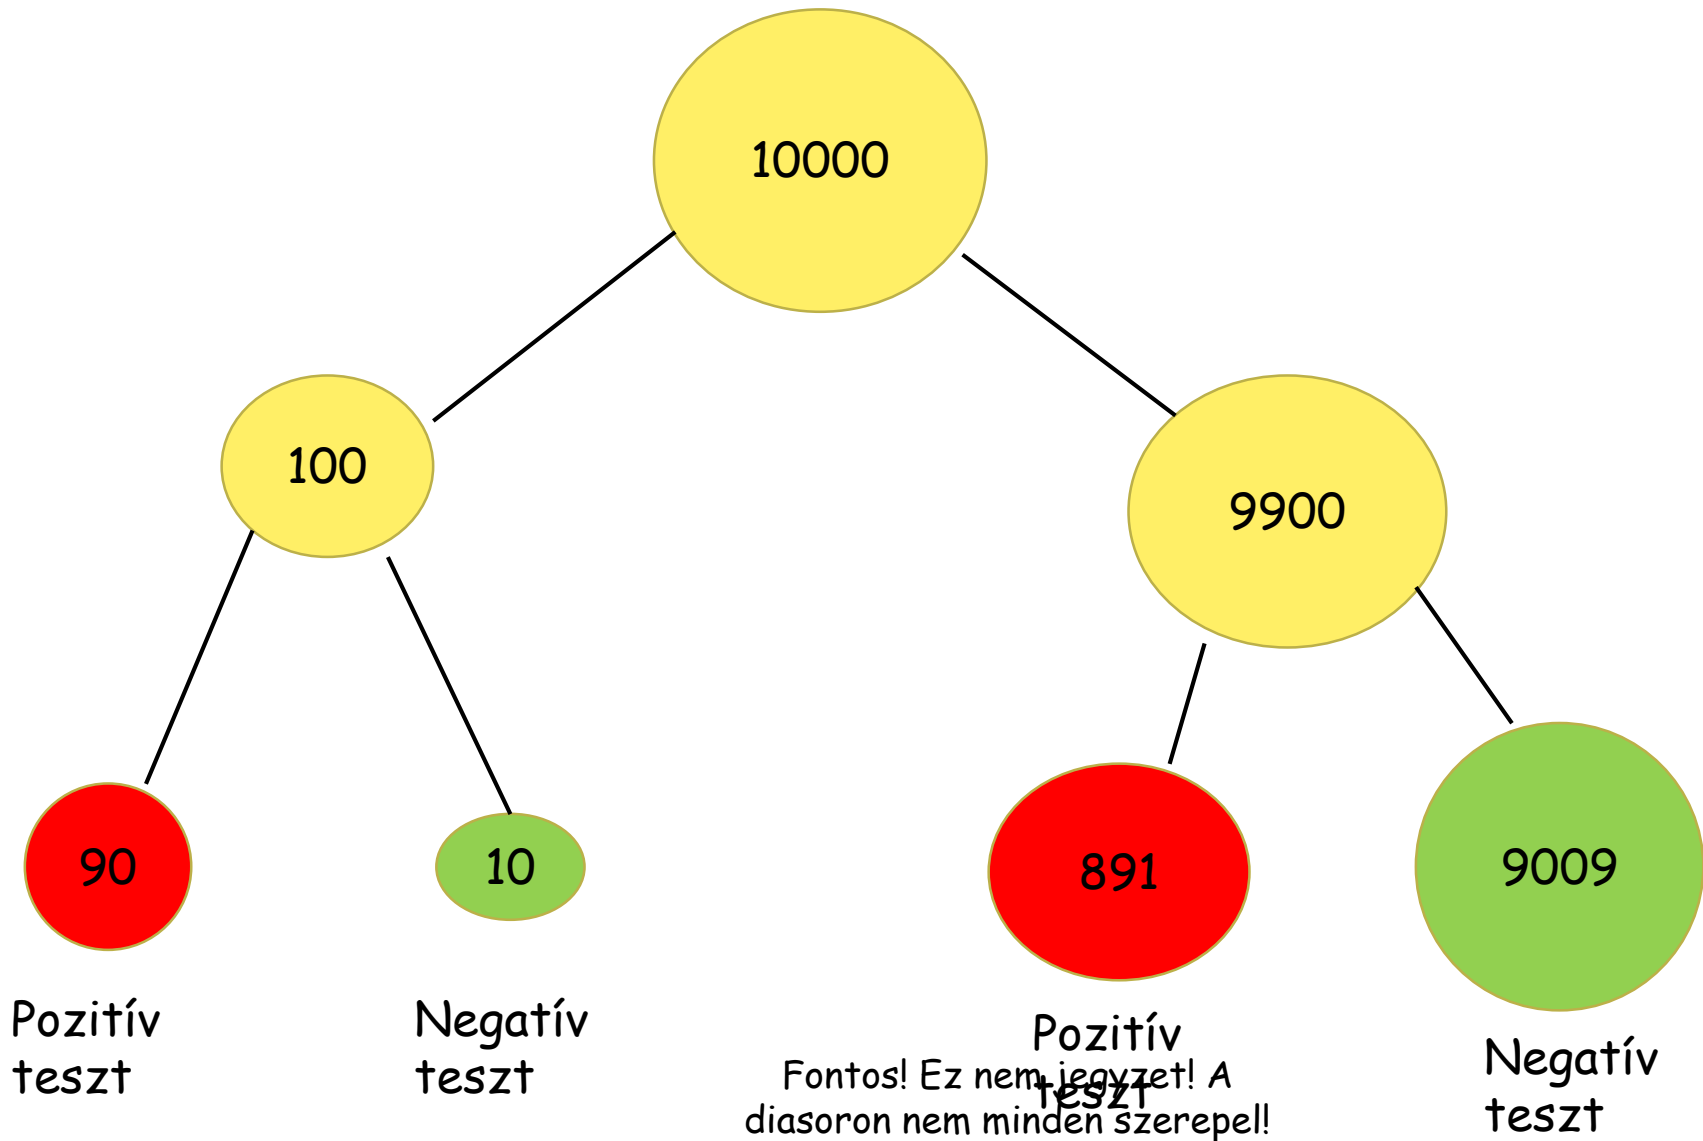 10000
100
9900
90
10
891
9009
Pozitív
teszt
Negatív
teszt
Pozitív
teszt
Negatív
teszt
Fontos! Ez nem jegyzet! A
diasoron nem minden szerepel!